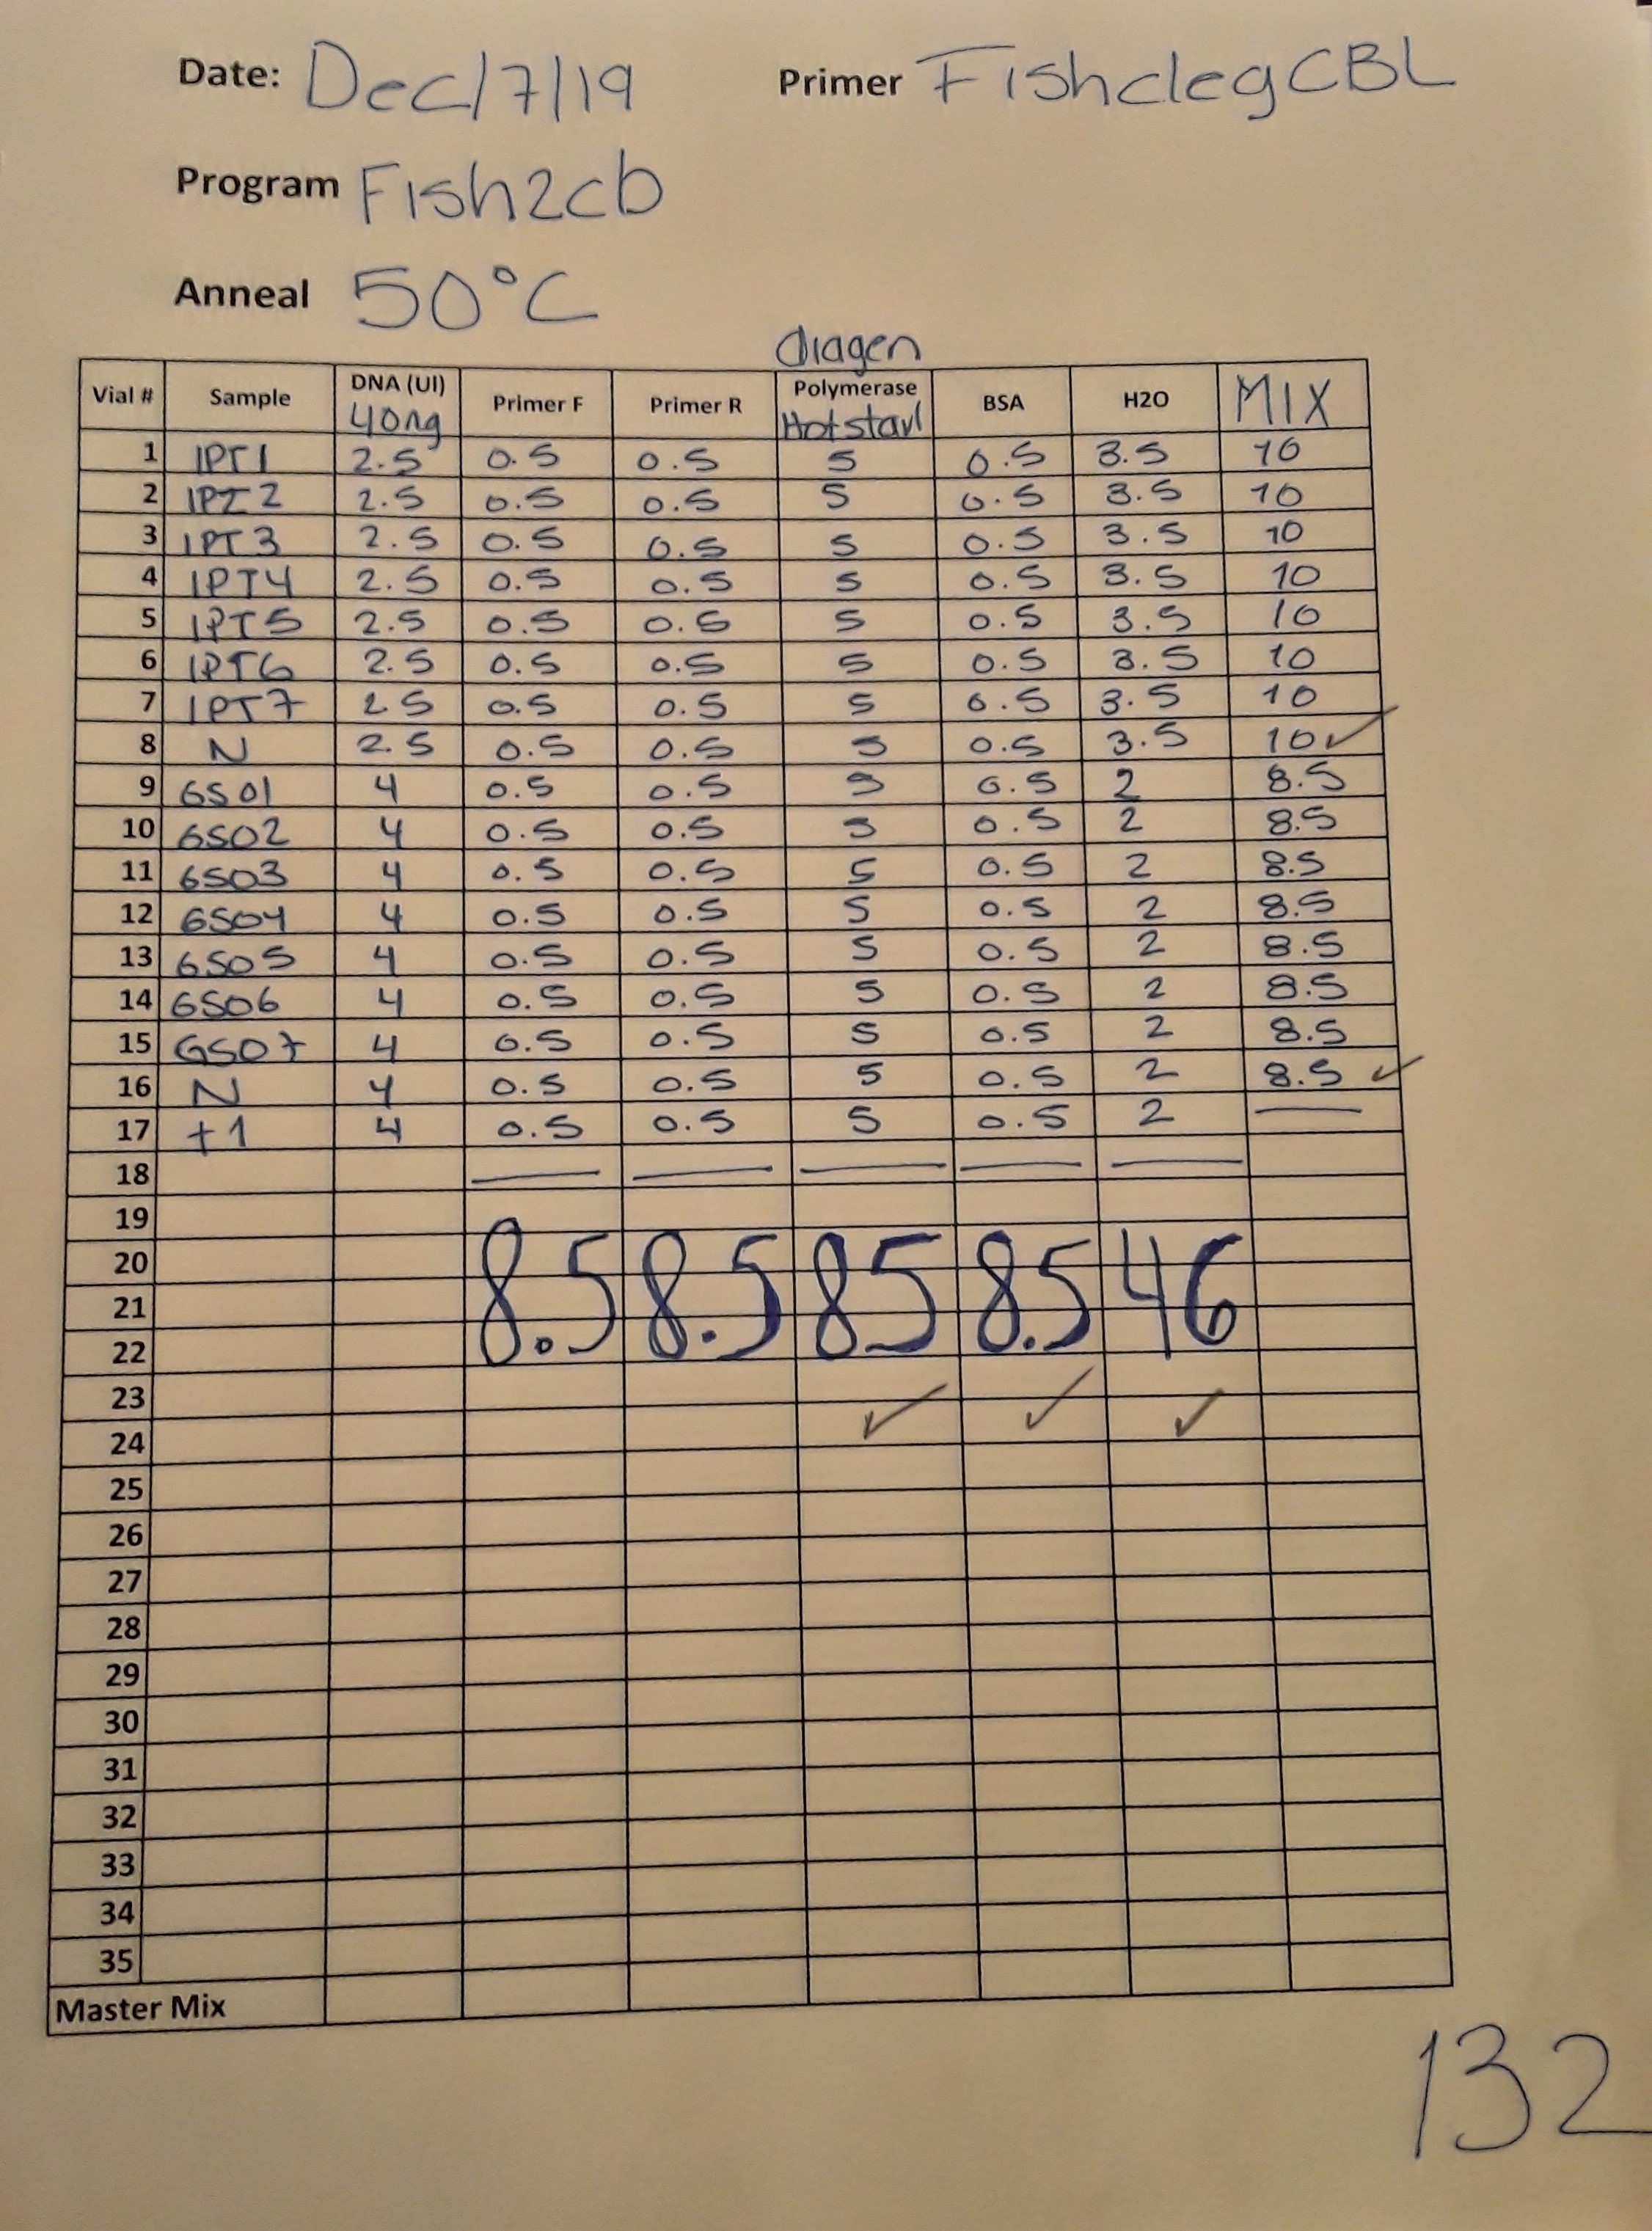 Date: Dec/7/19 Primer FishdegCBL
Program Fish2cb
Anneal 50°C
Qiagen
Vial # Sample DNA (Ul) 40ng Primer F Primer R Polymerase Hotstart BSA H2O MIX
1 IPT1 2.5 0.5 0.5 5 0.5 3.5 10
2 IPT2 2.5 0.5 0.5 5 0.5 3.5 10
3 IPT3 2.5 0.5 0.5 5 0.5 3.5 10
4 IPT4 2.5 0.5 0.5 5 0.5 3.5 10
5 IPT5 2.5 0.5 0.5 5 0.5 3.5 10
6 IPT6 2.5 0.5 0.5 5 0.5 3.5 10
7 IPT7 2.5 0.5 0.5 5 0.5 3.5 10
8 N 2.5 0.5 0.5 5 0.5 3.5 10 ✓
9 GS01 4 0.5 0.5 5 0.5 2 8.5
10 GS02 4 0.5 0.5 5 0.5 2 8.5
11 GS03 4 0.5 0.5 5 0.5 2 8.5
12 GS04 4 0.5 0.5 5 0.5 2 8.5
13 GS05 4 0.5 0.5 5 0.5 2 8.5
14 GS06 4 0.5 0.5 5 0.5 2 8.5
15 GS07 4 0.5 0.5 5 0.5 2 8.5
16 N 4 0.5 0.5 5 0.5 2 8.5 ✓
17 +1 4 0.5 0.5 5 0.5 2 —
18 — — — — —
19
20
21 8.5 8.5 85 8.5 46
22
23 ✓ ✓ ✓
24
25
26
27
28
29
30
31
32
33
34
35
Master Mix
132